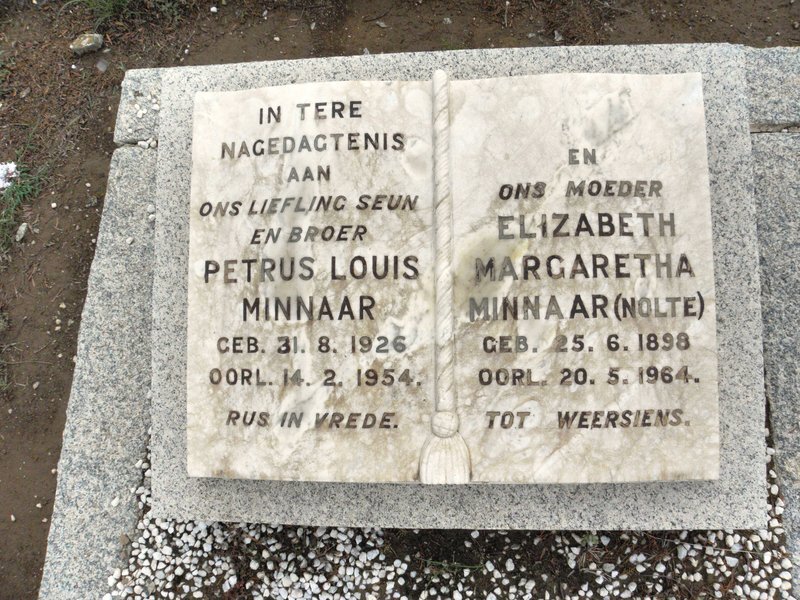 IN TERE
NAGEDAGTENIS
AAN
ONS LIEFLING SEUN
EN BROER
PETRUS LOUIS
MINNAAR
GEB. 31. 8. 1926
OORL. 14. 2. 1954.
RUS IN VREDE.
EN
ONS MOEDER
ELIZABETH
MARGARETHA
MINNAAR (NOLTE)
GEB. 25. 6. 1898
OORL. 20. 5. 1964.
TOT WEERSIENS.